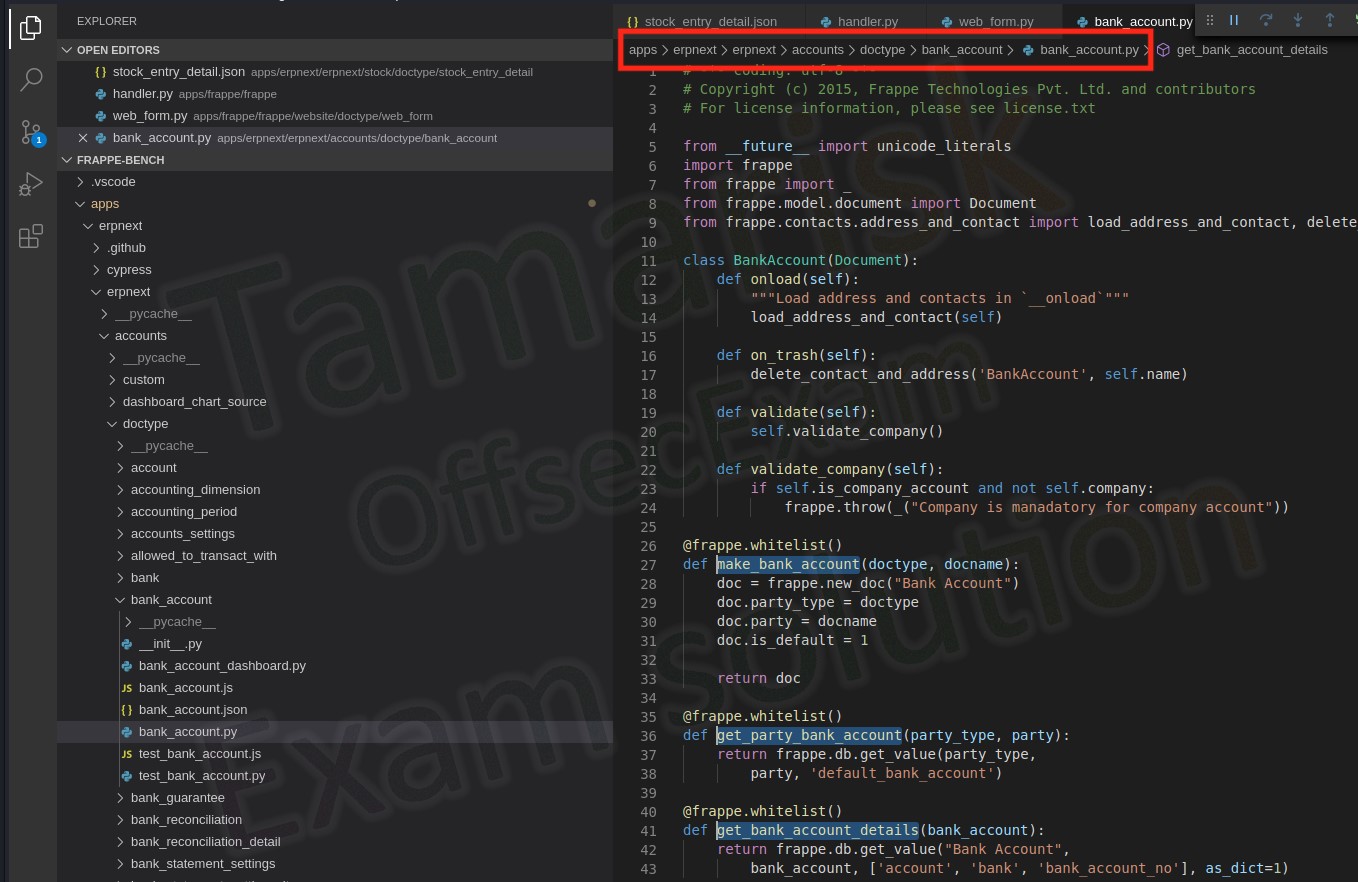 EXPLORER
OPEN EDITORS
{} stock_entry_detail.json apps/erpnext/erpnext/stock/doctype/stock_entry_detail
handler.py apps/frappe/frappe
web_form.py apps/frappe/frappe/website/doctype/web_form
bank_account.py apps/erpnext/erpnext/accounts/doctype/bank_account
1
FRAPPE-BENCH
.vscode
apps
erpnext
.github
cypress
erpnext
__pycache__
accounts
__pycache__
custom
dashboard_chart_source
doctype
__pycache__
account
accounting_dimension
accounting_period
accounts_settings
allowed_to_transact_with
bank
bank_account
__pycache__
__init__.py
bank_account_dashboard.py
JS bank_account.js
{} bank_account.json
bank_account.py
JS test_bank_account.js
test_bank_account.py
bank_guarantee
bank_reconciliation
bank_reconciliation_detail
bank_statement_settings
{} stock_entry_detail.json handler.py web_form.py bank_account.py
apps > erpnext > erpnext > accounts > doctype > bank_account > bank_account.py > get_bank_account_details
1 # -*- coding: utf-8 -*-
2 # Copyright (c) 2015, Frappe Technologies Pvt. Ltd. and contributors
3 # For license information, please see license.txt
4
5 from __future__ import unicode_literals
6 import frappe
7 from frappe import _
8 from frappe.model.document import Document
9 from frappe.contacts.address_and_contact import load_address_and_contact, delete
10
11 class BankAccount(Document):
12 def onload(self):
13 """Load address and contacts in `__onload`"""
14 load_address_and_contact(self)
15
16 def on_trash(self):
17 delete_contact_and_address('BankAccount', self.name)
18
19 def validate(self):
20 self.validate_company()
21
22 def validate_company(self):
23 if self.is_company_account and not self.company:
24 frappe.throw(_("Company is manadatory for company account"))
25
26 @frappe.whitelist()
27 def make_bank_account(doctype, docname):
28 doc = frappe.new_doc("Bank Account")
29 doc.party_type = doctype
30 doc.party = docname
31 doc.is_default = 1
32
33 return doc
34
35 @frappe.whitelist()
36 def get_party_bank_account(party_type, party):
37 return frappe.db.get_value(party_type,
38 party, 'default_bank_account')
39
40 @frappe.whitelist()
41 def get_bank_account_details(bank_account):
42 return frappe.db.get_value("Bank Account",
43 bank_account, ['account', 'bank', 'bank_account_no'], as_dict=1)
Tamarisk
OffsecExam
Exam solution